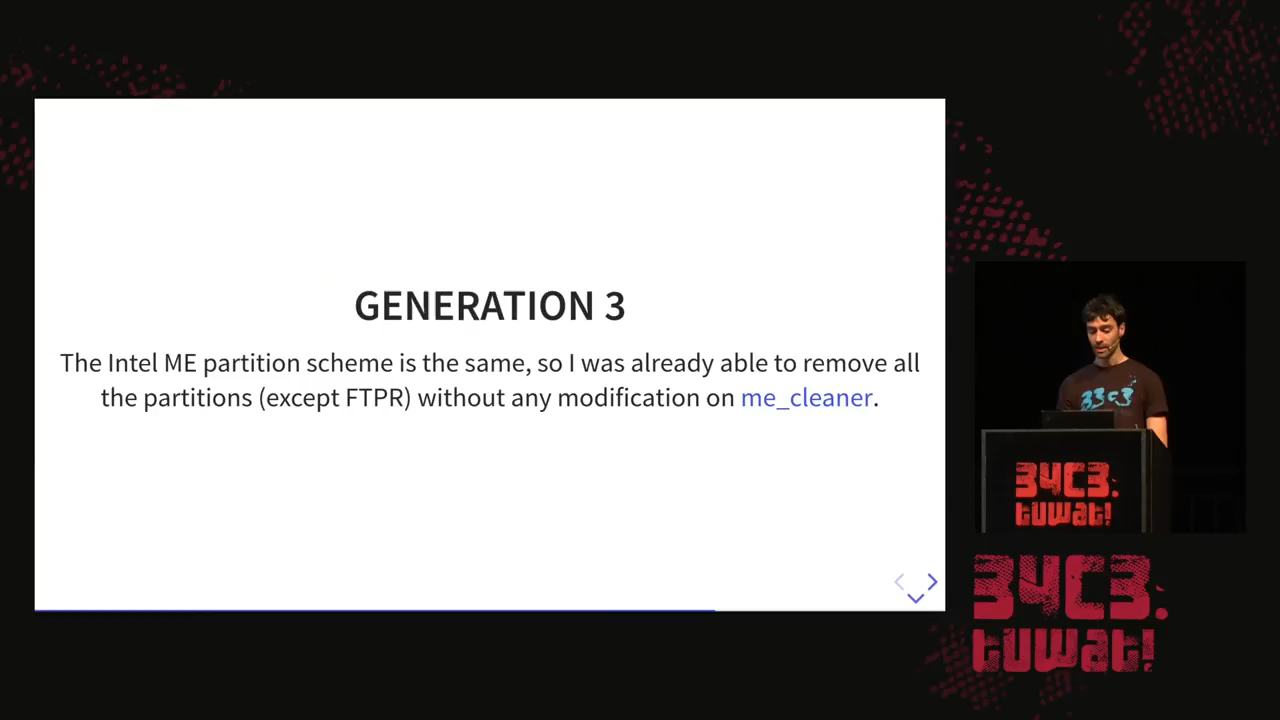 GENERATION 3
The Intel ME partition scheme is the same, so I was already able to remove all
the partitions (except FTPR) without any modification on me_cleaner.
33c3
34C3.
tuwat!
34C3.
tuwat!